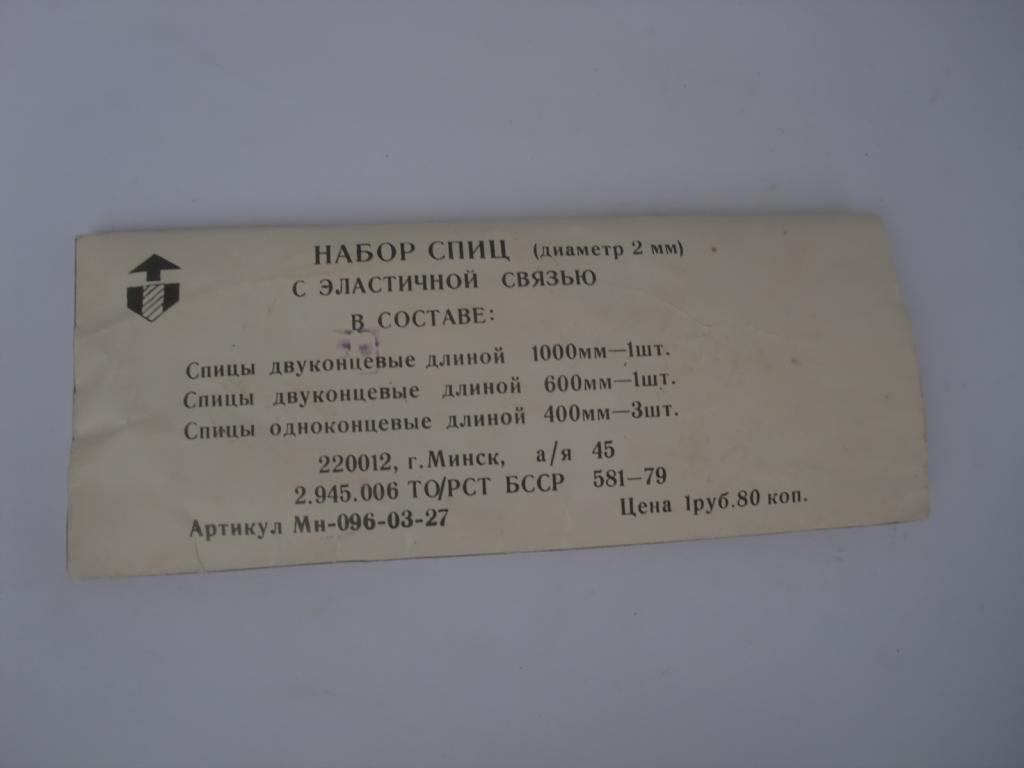 НАБОР СПИЦ (диаметр 2 мм)
С ЭЛАСТИЧНОЙ СВЯЗЬЮ
В СОСТАВЕ:
Спицы двуконцевые длиной 1000мм—1шт.
Спицы двуконцевые длиной 600мм—1шт.
Спицы одноконцевые длиной 400мм—3шт.
220012, г.Минск, а/я 45
2.945.006 ТО/РСТ БССР 581—79
Артикул Мн-096-03-27 Цена 1руб.80 коп.